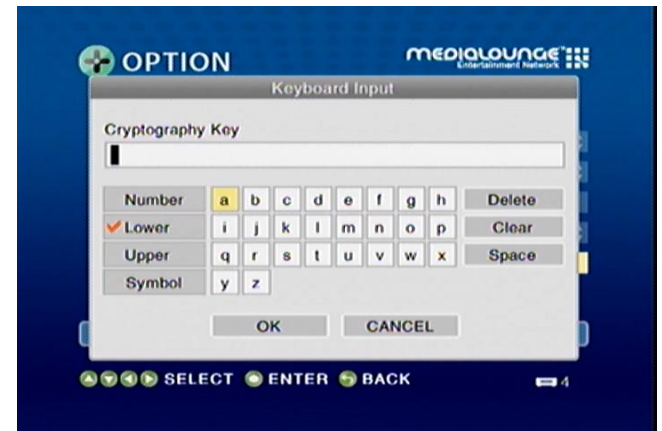 OPTION
MEDIALOUNGE™
Entertainment Network
Keyboard Input
Cryptography Key
Number a b c d e f g h Delete
Lower i j k l m n o p Clear
Upper q r s t u v w x Space
Symbol y z
OK CANCEL
SELECT ENTER BACK 4